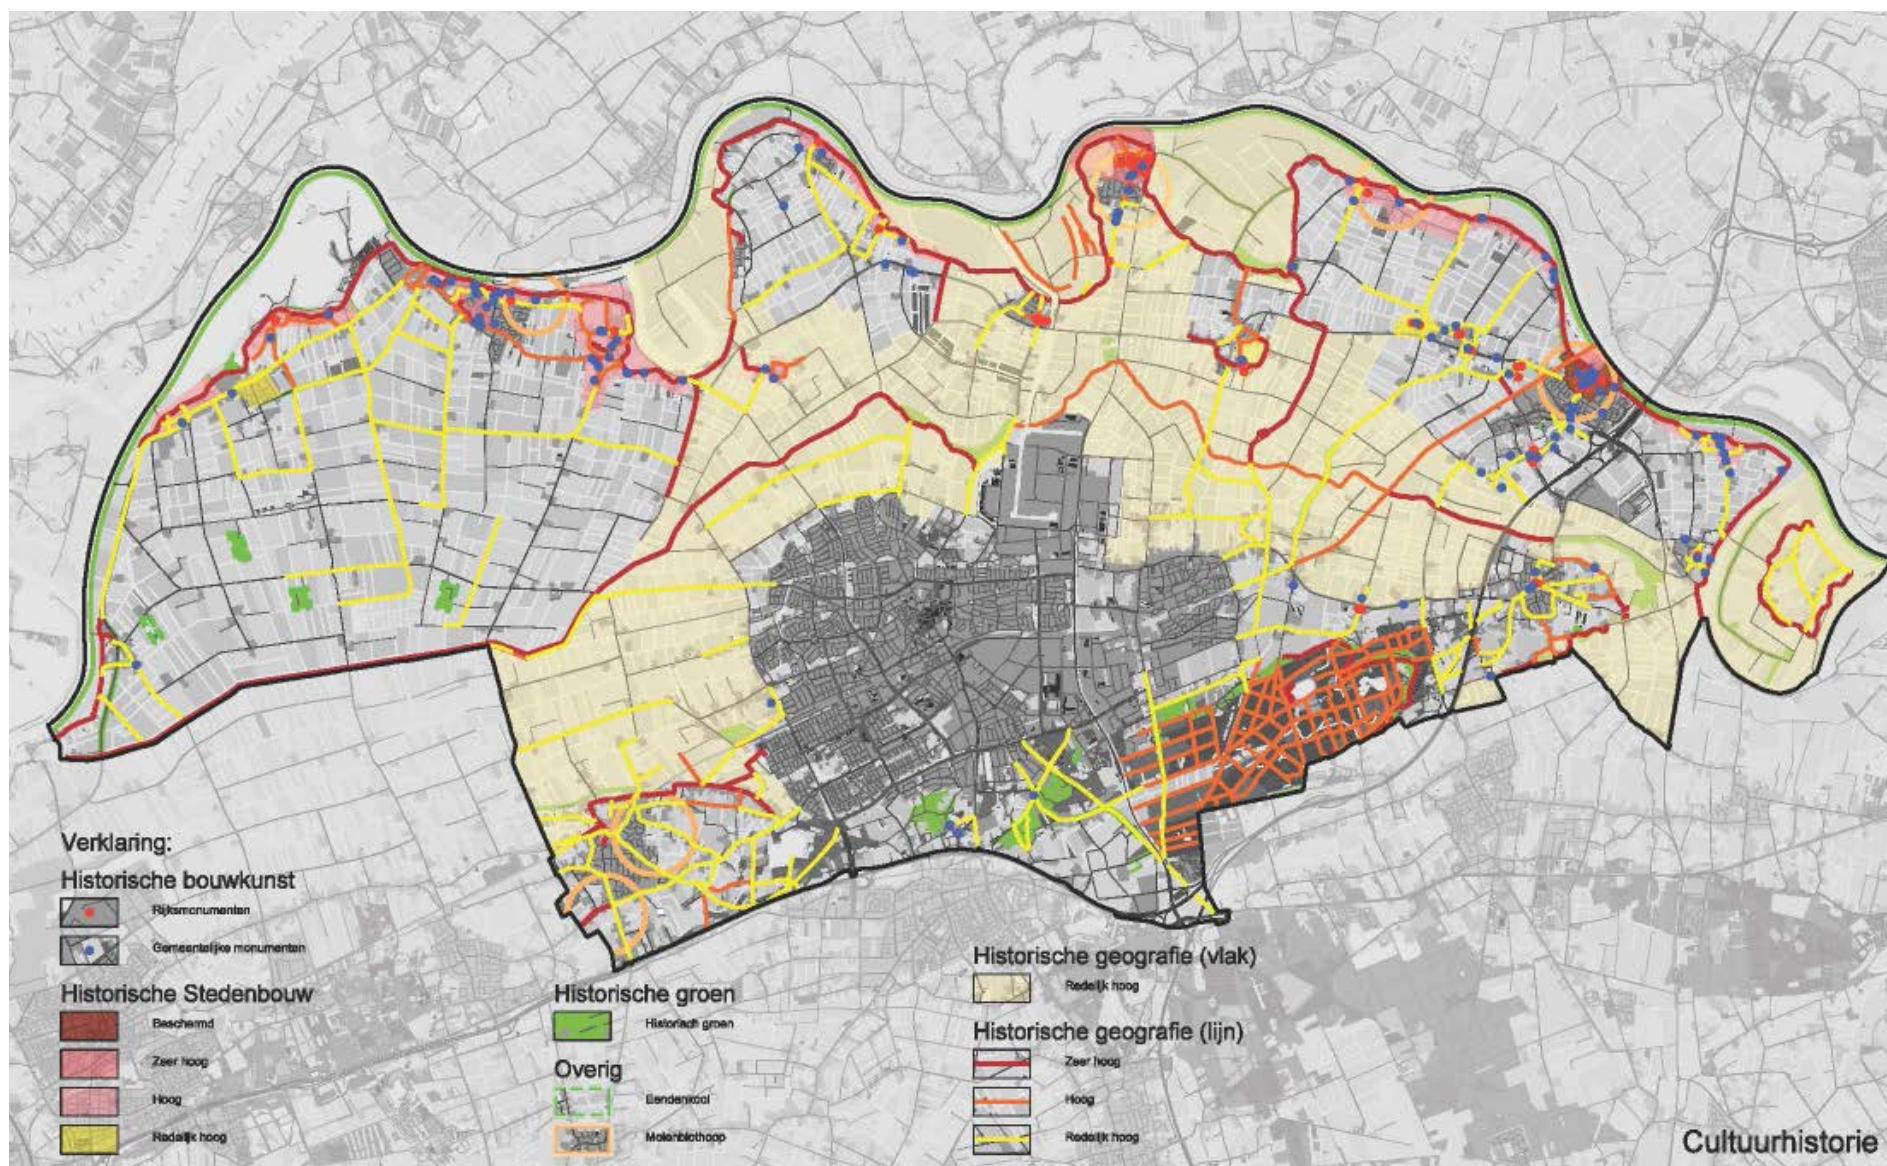 Verklaring:
Historische bouwkunst
Rijksmonumenten
Gemeentelijke monumenten
Historische Stedenbouw
Beschermd
Zeer hoog
Hoog
Redelijk hoog
Historische groen
Historisch groen
Overig
Eendenkooi
Molenbiotoop
Historische geografie (vlak)
Redelijk hoog
Historische geografie (lijn)
Zeer hoog
Hoog
Redelijk hoog
Cultuurhistorie